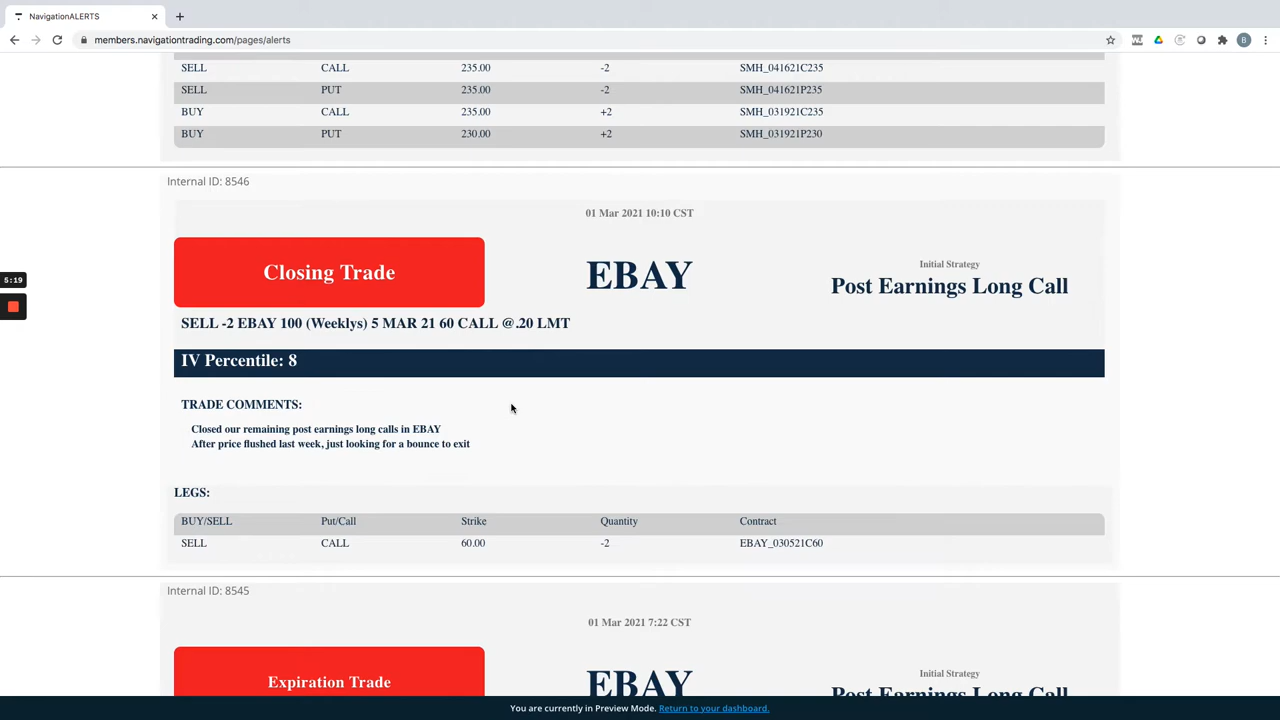 NavigationALERTS
members.navigationtrading.com/pages/alerts
B
SELL CALL 235.00 -2 SMH_041621C235
SELL PUT 235.00 -2 SMH_041621P235
BUY CALL 235.00 +2 SMH_031921C235
BUY PUT 230.00 +2 SMH_031921P230
Internal ID: 8546
01 Mar 2021 10:10 CST
Closing Trade
EBAY
Initial Strategy
Post Earnings Long Call
5:19
SELL -2 EBAY 100 (Weeklys) 5 MAR 21 60 CALL @.20 LMT
IV Percentile: 8
TRADE COMMENTS:
Closed our remaining post earnings long calls in EBAY
After price flushed last week, just looking for a bounce to exit
LEGS:
BUY/SELL Put/Call Strike Quantity Contract
SELL CALL 60.00 -2 EBAY_030521C60
Internal ID: 8545
01 Mar 2021 7:22 CST
Expiration Trade
EBAY
Initial Strategy
Post Earnings Long Call
You are currently in Preview Mode. Return to your dashboard.